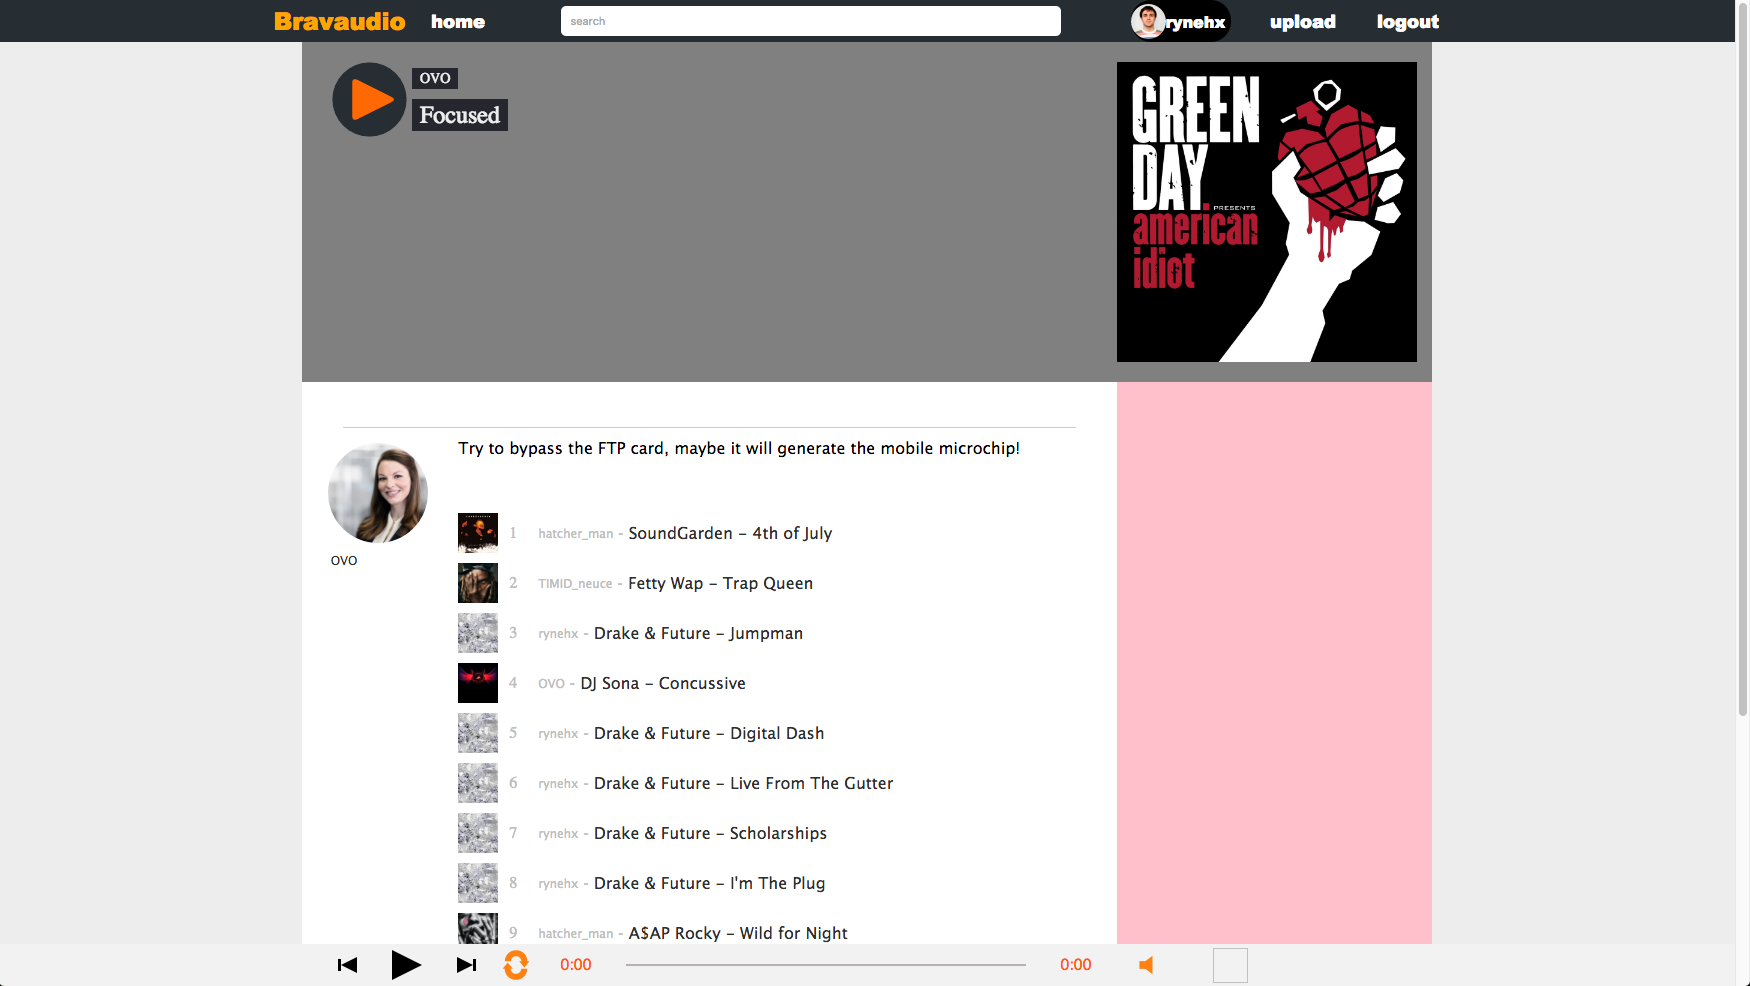 Bravaudio home search rynehx upload logout
OVO
Focused
GREEN
DAY
PRESENTS
american
idiot
Try to bypass the FTP card, maybe it will generate the mobile microchip!
OVO
1 hatcher_man - SoundGarden - 4th of July
2 TIMID_neuce - Fetty Wap - Trap Queen
3 rynehx - Drake & Future - Jumpman
4 OVO - DJ Sona - Concussive
5 rynehx - Drake & Future - Digital Dash
6 rynehx - Drake & Future - Live From The Gutter
7 rynehx - Drake & Future - Scholarships
8 rynehx - Drake & Future - I'm The Plug
9 hatcher_man - A$AP Rocky - Wild for Night
0:00 0:00